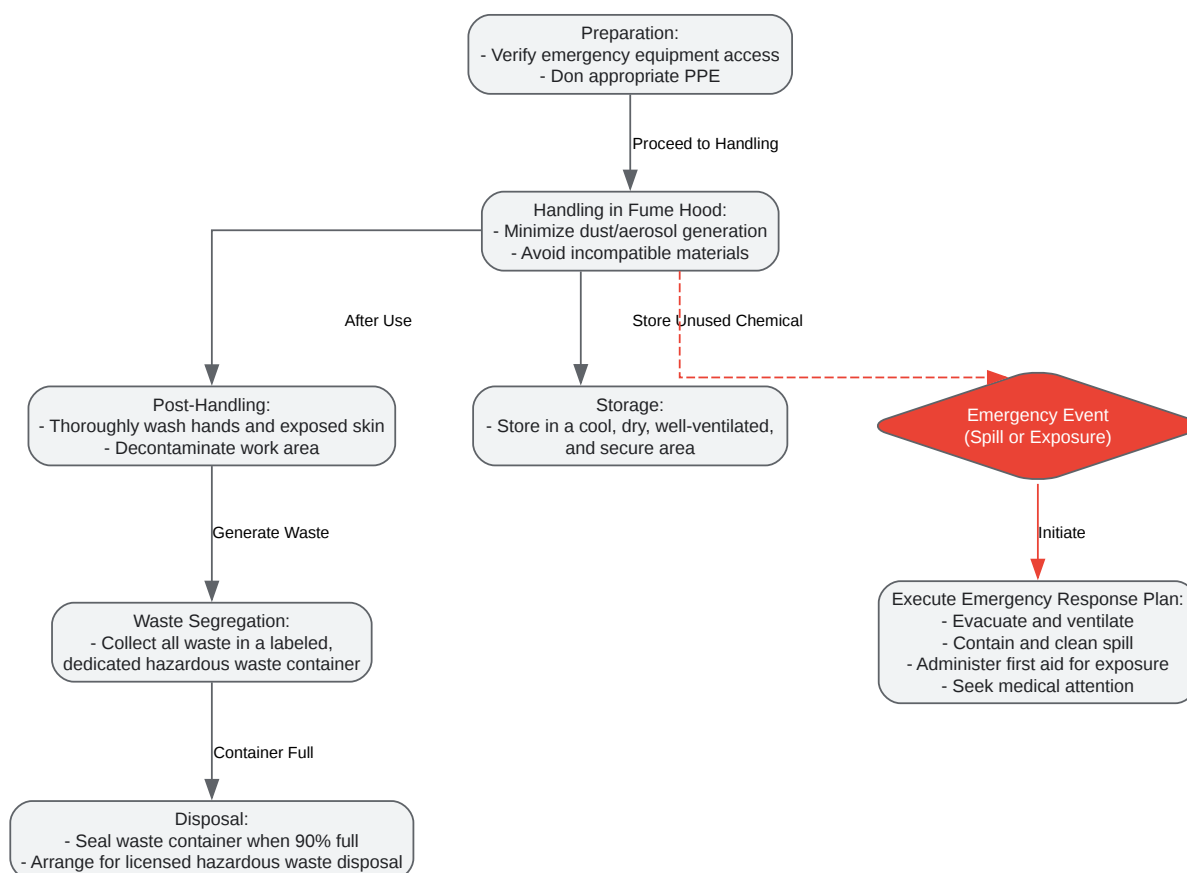 Preparation:
- Verify emergency equipment access
- Don appropriate PPE
Proceed to Handling
Handling in Fume Hood:
- Minimize dust/aerosol generation
- Avoid incompatible materials
After Use
Store Unused Chemical
Post-Handling:
- Thoroughly wash hands and exposed skin
- Decontaminate work area
Storage:
- Store in a cool, dry, well-ventilated,
and secure area
Emergency Event
(Spill or Exposure)
Generate Waste
Initiate
Waste Segregation:
- Collect all waste in a labeled,
dedicated hazardous waste container
Execute Emergency Response Plan:
- Evacuate and ventilate
- Contain and clean spill
- Administer first aid for exposure
- Seek medical attention
Container Full
Disposal:
- Seal waste container when 90% full
- Arrange for licensed hazardous waste disposal